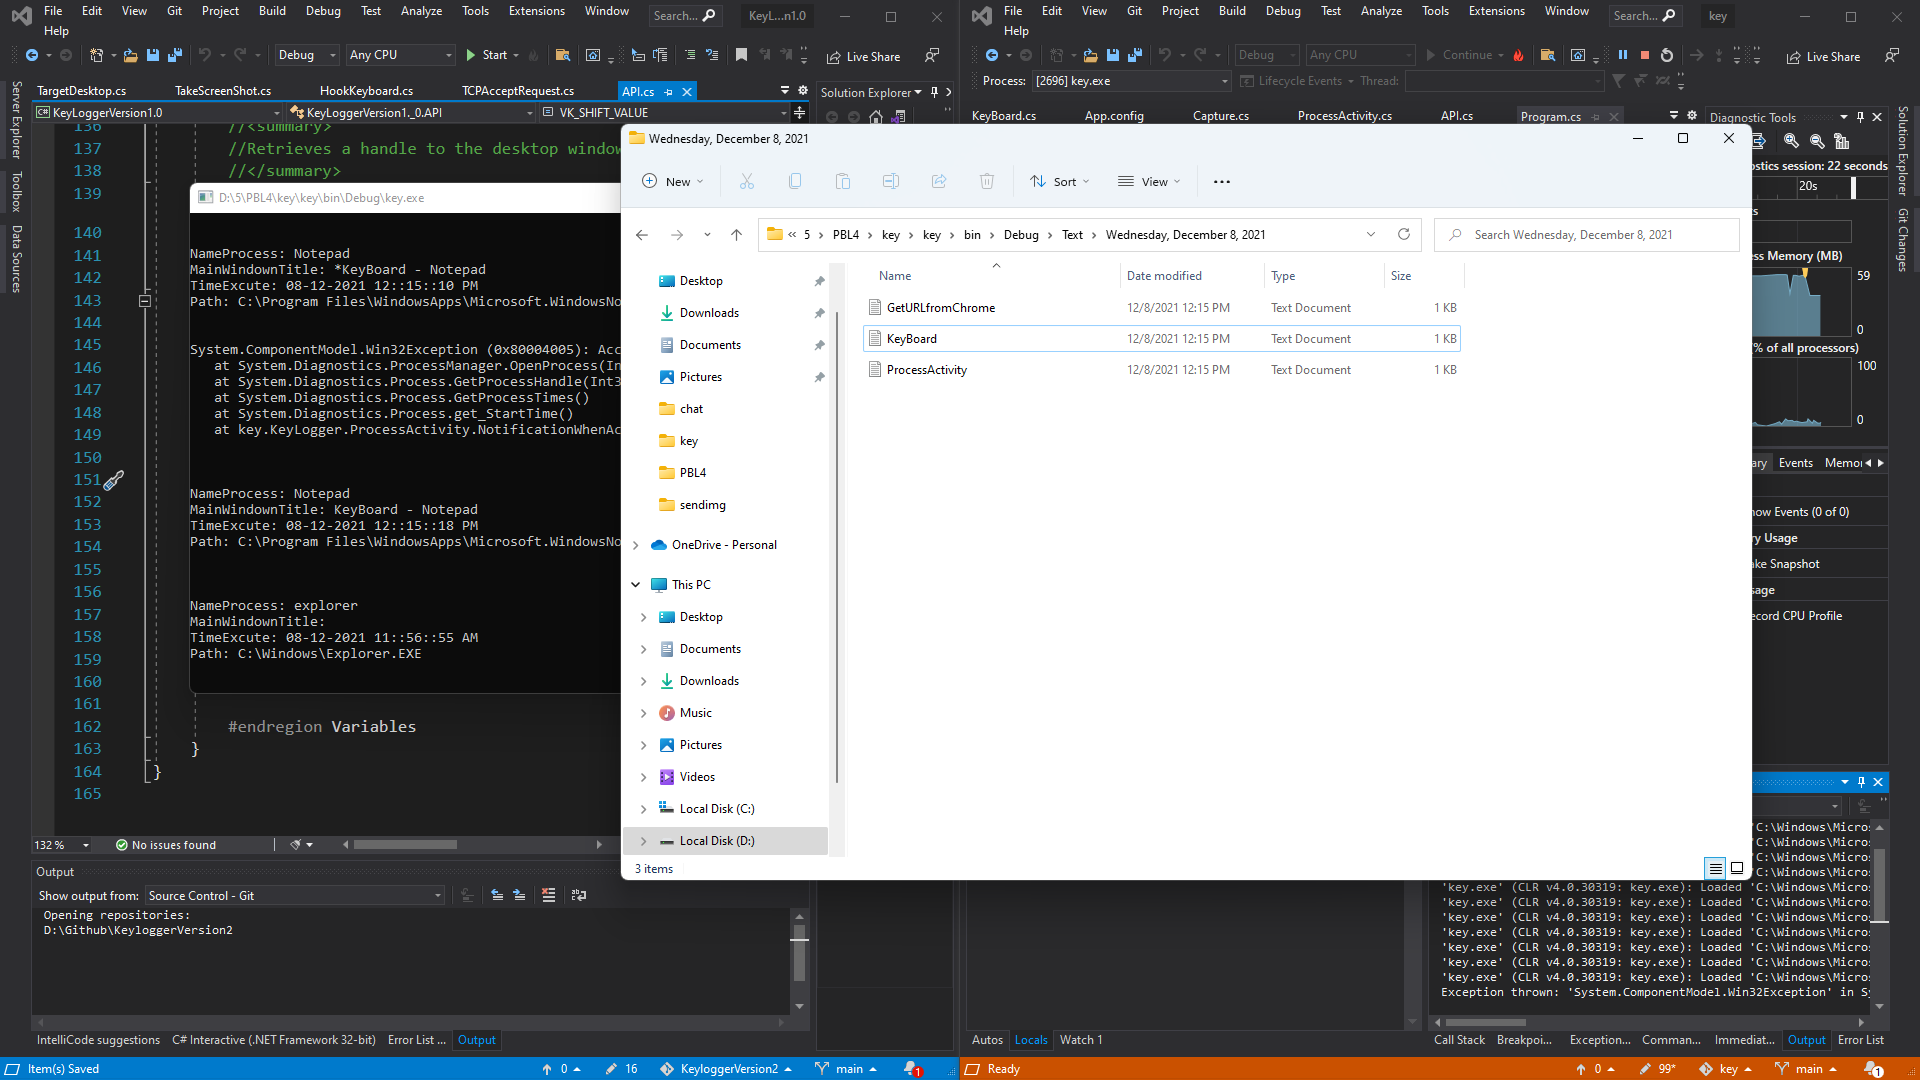 File Edit View Git Project Build Debug Test Analyze Tools Extensions Window Search... KeyL...n1.0
Help
Debug Any CPU Start Live Share
TargetDesktop.cs TakeScreenShot.cs HookKeyboard.cs TCPAcceptRequest.cs API.cs Solution Explorer
KeyLoggerVersion1.0 KeyLoggerVersion1._0.API VK_SHIFT_VALUE
Server Explorer
Toolbox
Data Sources
136 //<summary>
137 //Retrieves a handle to the desktop window
138 //</summary>
139
140
141
142
143
144
145
146
147
148
149
150
151
152
153
154
155
156
157
158
159
160
161
162 #endregion Variables
163 }
164 }
165
D:\5\PBL4\key\key\bin\Debug\key.exe
NameProcess: Notepad
MainWindownTitle: *KeyBoard - Notepad
TimeExcute: 08-12-2021 12::15::10 PM
Path: C:\Program Files\WindowsApps\Microsoft.WindowsNo
System.ComponentModel.Win32Exception (0x80004005): Acc
at System.Diagnostics.ProcessManager.OpenProcess(In
at System.Diagnostics.Process.GetProcessHandle(Int3
at System.Diagnostics.Process.GetProcessTimes()
at System.Diagnostics.Process.get_StartTime()
at key.KeyLogger.ProcessActivity.NotificationWhenAc
NameProcess: Notepad
MainWindownTitle: KeyBoard - Notepad
TimeExcute: 08-12-2021 12::15::18 PM
Path: C:\Program Files\WindowsApps\Microsoft.WindowsNo
NameProcess: explorer
MainWindownTitle:
TimeExcute: 08-12-2021 11::56::55 AM
Path: C:\Windows\Explorer.EXE
132 % No issues found
Output
Show output from: Source Control - Git
Opening repositories:
D:\Github\KeyloggerVersion2
IntelliCode suggestions C# Interactive (.NET Framework 32-bit) Error List ... Output
Item(s) Saved 0 16 KeyloggerVersion2 main 1
Wednesday, December 8, 2021
New Sort View
« 5 PBL4 key key bin Debug Text Wednesday, December 8, 2021 Search Wednesday, December 8, 2021
Desktop
Downloads
Documents
Pictures
chat
key
PBL4
sendimg
OneDrive - Personal
This PC
Desktop
Documents
Downloads
Music
Pictures
Videos
Local Disk (C:)
Local Disk (D:)
Name Date modified Type Size
GetURLfromChrome 12/8/2021 12:15 PM Text Document 1 KB
KeyBoard 12/8/2021 12:15 PM Text Document 1 KB
ProcessActivity 12/8/2021 12:15 PM Text Document 1 KB
3 items
File Edit View Git Project Build Debug Test Analyze Tools Extensions Window Search... key
Help
Debug Any CPU Continue Live Share
Process: [2696] key.exe Lifecycle Events Thread:
KeyBoard.cs App.config Capture.cs ProcessActivity.cs API.cs Program.cs Diagnostic Tools
Solution Explorer
Git Changes
ostics session: 22 seconds
20s
ts
ess Memory (MB)
59
0
(% of all processors)
100
0
ary Events Memor
how Events (0 of 0)
ry Usage
ake Snapshot
sage
ecord CPU Profile
'C:\Windows\Micros
'C:\Windows\Micros
'C:\Windows\Micros
'C:\Windows\Micros
'key.exe' (CLR v4.0.30319: key.exe): Loaded 'C:\Windows\Micros
'key.exe' (CLR v4.0.30319: key.exe): Loaded 'C:\Windows\Micros
'key.exe' (CLR v4.0.30319: key.exe): Loaded 'C:\Windows\Micros
'key.exe' (CLR v4.0.30319: key.exe): Loaded 'C:\Windows\Micros
'key.exe' (CLR v4.0.30319: key.exe): Loaded 'C:\Windows\Micros
'key.exe' (CLR v4.0.30319: key.exe): Loaded 'C:\Windows\Micros
'key.exe' (CLR v4.0.30319: key.exe): Loaded 'C:\Windows\Micros
Exception thrown: 'System.ComponentModel.Win32Exception' in Sy
Autos Locals Watch 1 Call Stack Breakpoi... Exception... Comman... Immediat... Output Error List
Ready 0 99* key main 1